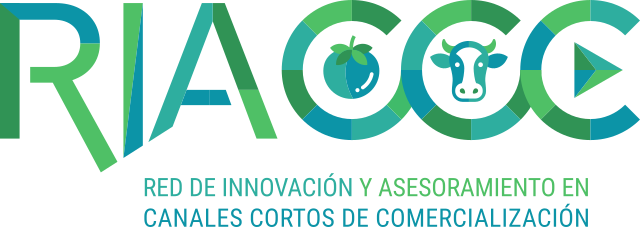 RIACCC
RED DE INNOVACIÓN Y ASESORAMIENTO EN
CANALES CORTOS DE COMERCIALIZACIÓN